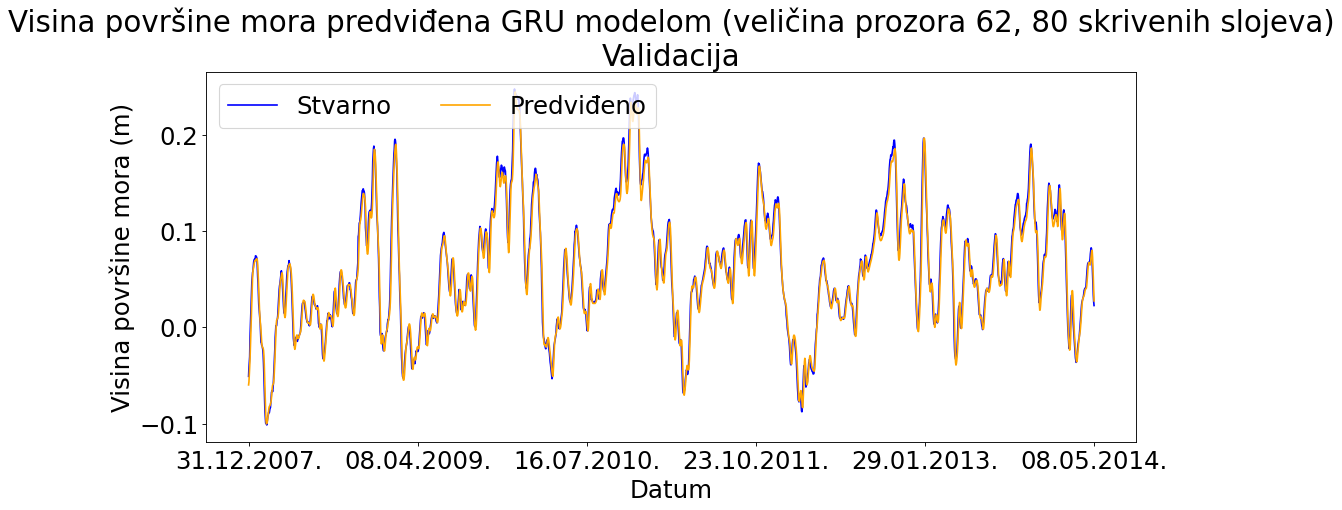 Visina površine mora predviđena GRU modelom (veličina prozora 62, 80 skrivenih slojeva)
Validacija
Stvarno Predviđeno
Visina površine mora (m)
0.2
0.1
0.0
−0.1
31.12.2007. 08.04.2009. 16.07.2010. 23.10.2011. 29.01.2013. 08.05.2014.
Datum